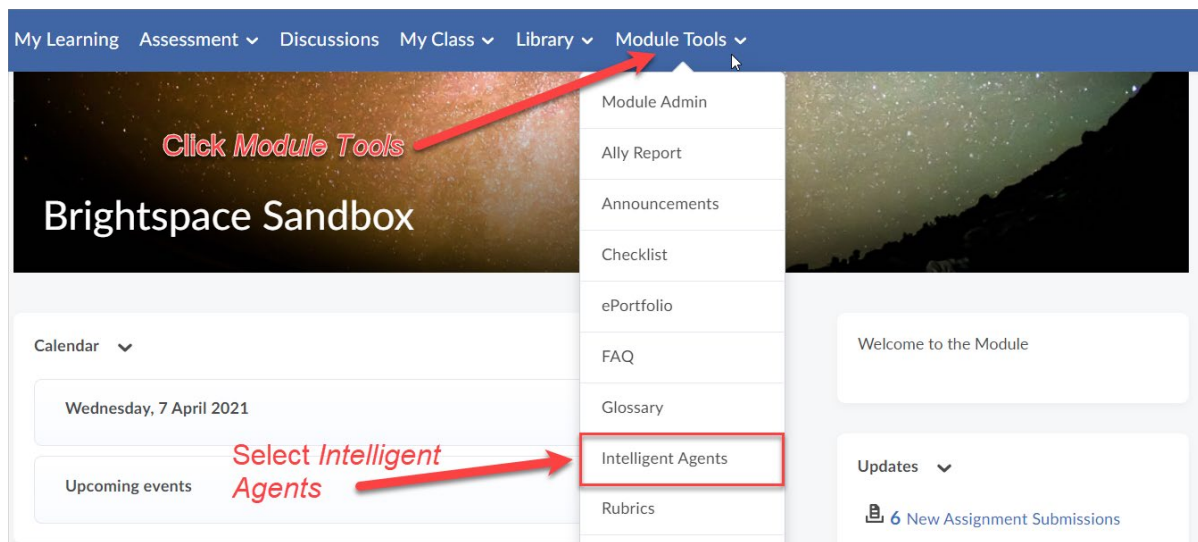 My Learning Assessment Discussions My Class Library Module Tools
Click Module Tools
Brightspace Sandbox
Module Admin
Ally Report
Announcements
Checklist
ePortfolio
FAQ
Glossary
Intelligent Agents
Rubrics
Calendar
Wednesday, 7 April 2021
Select Intelligent
Agents
Upcoming events
Welcome to the Module
Updates
6 New Assignment Submissions